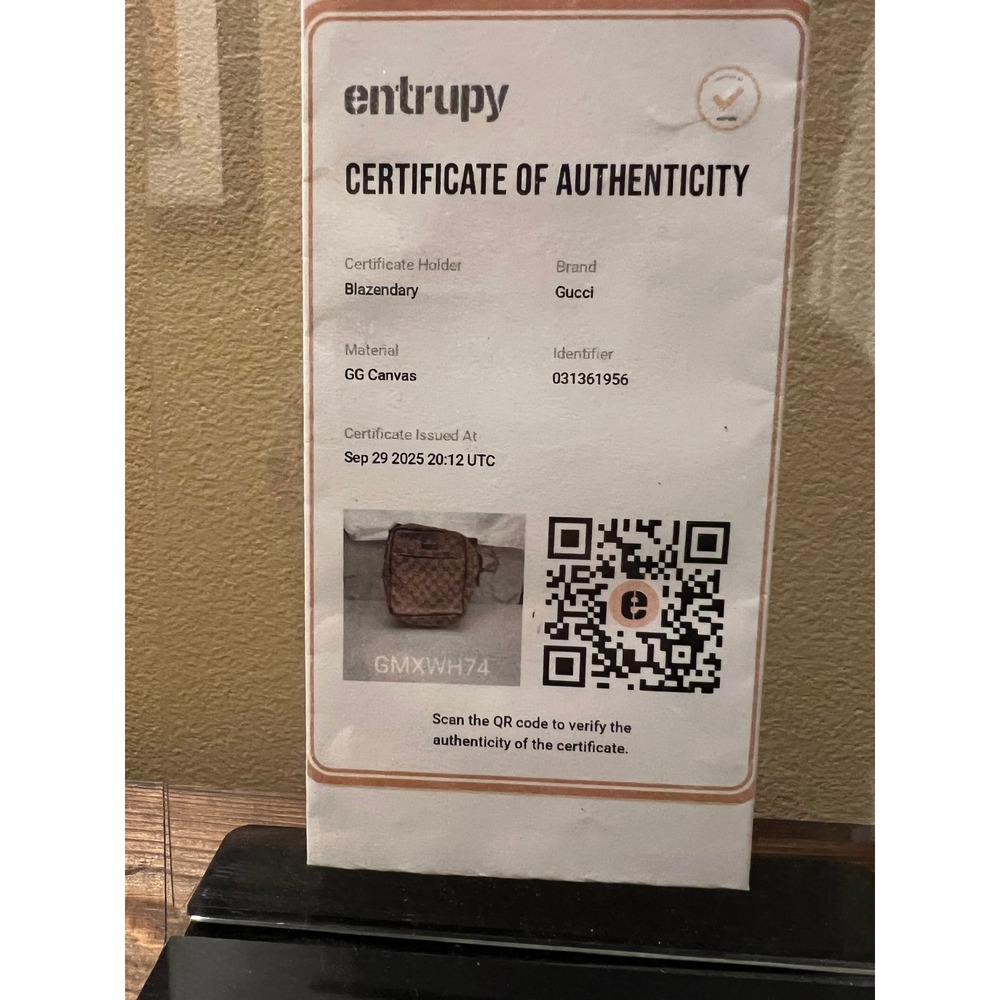 entrupy
CERTIFICATE OF AUTHENTICITY
Certificate Holder
Blazendary
Brand
Gucci
Material
GG Canvas
Identifier
031361956
Certificate Issued At
Sep 29 2025 20:12 UTC
GMXWH74
e
Scan the QR code to verify the
authenticity of the certificate.